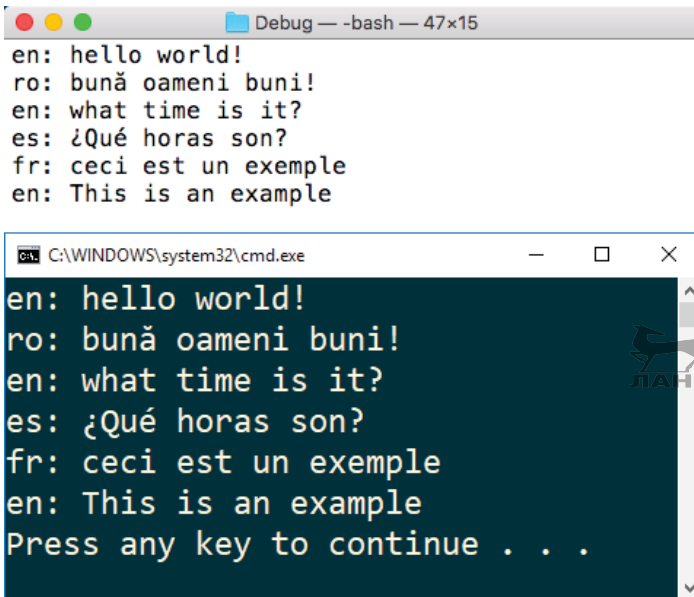 Debug — -bash — 47×15
en: hello world!
ro: bună oameni buni!
en: what time is it?
es: ¿Qué horas son?
fr: ceci est un exemple
en: This is an example
C:\WINDOWS\system32\cmd.exe
en: hello world!
ro: bună oameni buni!
en: what time is it?
es: ¿Qué horas son?
fr: ceci est un exemple
en: This is an example
Press any key to continue . . .
ЛАН